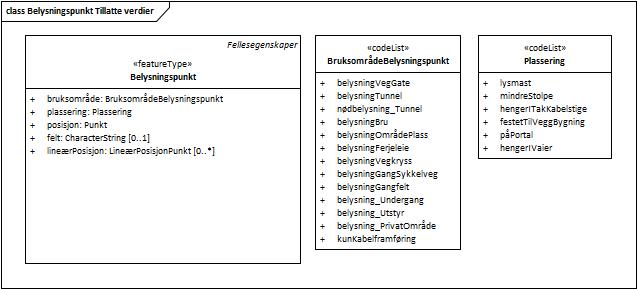 class Belysningspunkt Tillatte verdier
Fellesegenskaper
«featureType»
Belysningspunkt
+ bruksområde: BruksområdeBelysningspunkt
+ plassering: Plassering
+ posisjon: Punkt
+ felt: CharacterString [0..1]
+ lineærPosisjon: LineærPosisjonPunkt [0..*]
«codeList»
BruksområdeBelysningspunkt
+ belysningVegGate
+ belysningTunnel
+ nødbelysning_Tunnel
+ belysningBru
+ belysningOmrådePlass
+ belysningFerjeleie
+ belysningVegkryss
+ belysningGangSykkelveg
+ belysningGangfelt
+ belysning_Undergang
+ belysning_Utstyr
+ belysning_PrivatOmråde
+ kunKabelframføring
«codeList»
Plassering
+ lysmast
+ mindreStolpe
+ hengerITakKabelstige
+ festetTilVeggBygning
+ påPortal
+ hengerIVaier